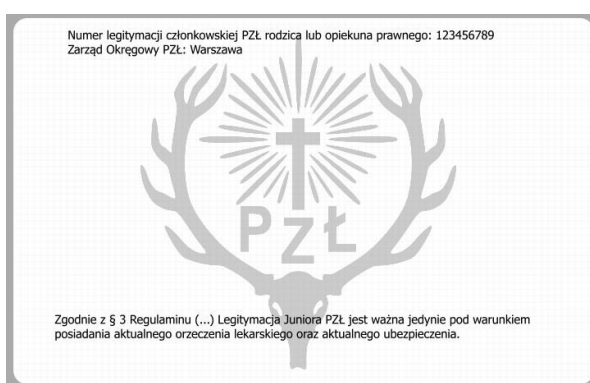 Numer legitymacji członkowskiej PZŁ rodzica lub opiekuna prawnego: 123456789
Zarząd Okręgowy PZŁ: Warszawa
PZŁ
Zgodnie z § 3 Regulaminu (...) Legitymacja Juniora PZŁ jest ważna jedynie pod warunkiem
posiadania aktualnego orzeczenia lekarskiego oraz aktualnego ubezpieczenia.